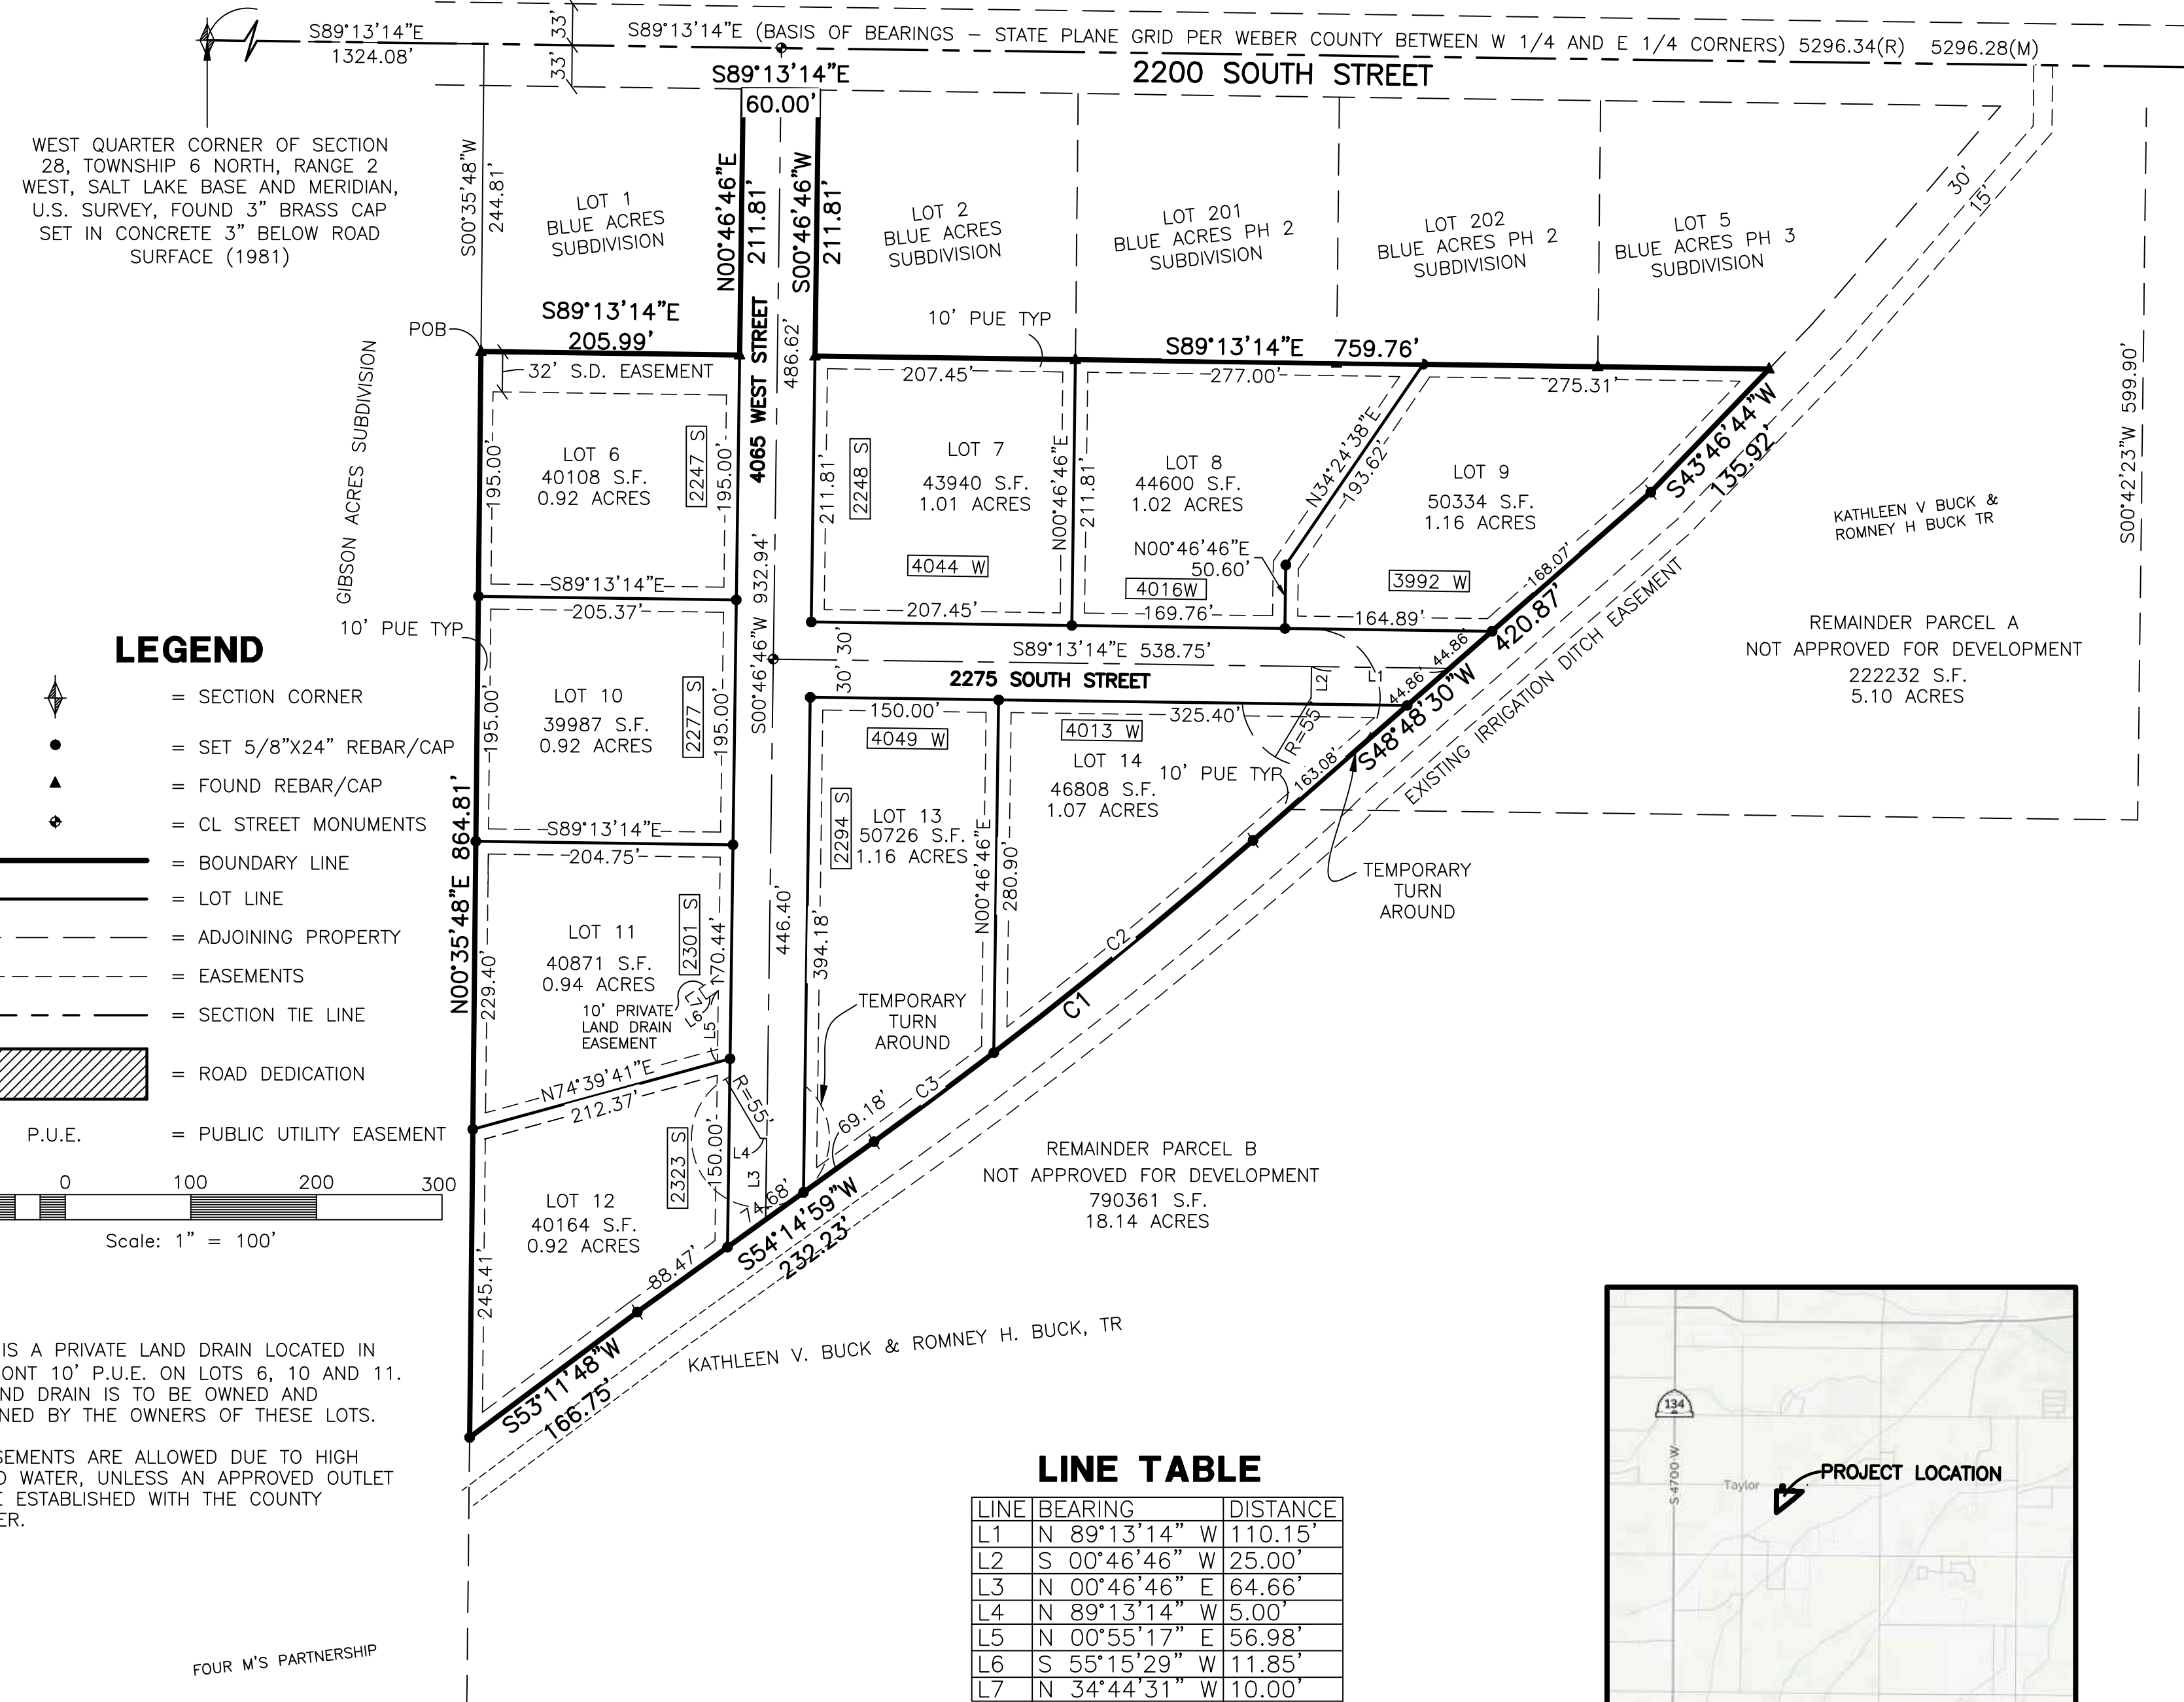 S89°13'14"E
1324.08'
33'
33'
S89°13'14"E (BASIS OF BEARINGS – STATE PLANE GRID PER WEBER COUNTY BETWEEN W 1/4 AND E 1/4 CORNERS) 5296.34(R) 5296.28(M)
S89°13'14"E
60.00'
2200 SOUTH STREET
WEST QUARTER CORNER OF SECTION
28, TOWNSHIP 6 NORTH, RANGE 2
WEST, SALT LAKE BASE AND MERIDIAN,
U.S. SURVEY, FOUND 3" BRASS CAP
SET IN CONCRETE 3" BELOW ROAD
SURFACE (1981)
S00°35'48"W
244.81'
LOT 1
BLUE ACRES
SUBDIVISION
N00°46'46"E
211.81'
S00°46'46"W
211.81'
LOT 2
BLUE ACRES
SUBDIVISION
LOT 201
BLUE ACRES PH 2
SUBDIVISION
LOT 202
BLUE ACRES PH 2
SUBDIVISION
LOT 5
BLUE ACRES PH 3
SUBDIVISION
30'
15'
POB
S89°13'14"E
205.99'
32' S.D. EASEMENT
4065 WEST STREET
486.62'
10' PUE TYP
S89°13'14"E 759.76'
207.45'
277.00'
275.31'
GIBSON ACRES SUBDIVISION
195.00'
LOT 6
40108 S.F.
0.92 ACRES
2247 S
195.00'
S89°13'14"E
211.81'
2248 S
LOT 7
43940 S.F.
1.01 ACRES
4044 W
207.45'
N00°46'46"E
211.81'
LOT 8
44600 S.F.
1.02 ACRES
4016W
169.76'
N34°24'38"E
193.62'
N00°46'46"E
50.60'
LOT 9
50334 S.F.
1.16 ACRES
3992 W
164.89'
168.07'
S43°46'44"W
135.92'
KATHLEEN V BUCK &
ROMNEY H BUCK TR
S00°42'23"W 599.90'
REMAINDER PARCEL A
NOT APPROVED FOR DEVELOPMENT
222232 S.F.
5.10 ACRES
EXISTING IRRIGATION DITCH EASEMENT
S48°48'30"W 420.87'
44.86'
44.86'
S00°46'46"W 932.94'
30'
30'
S89°13'14"E 538.75'
2275 SOUTH STREET
L2
L1
R=55'
205.37'
10' PUE TYP
195.00'
LOT 10
39987 S.F.
0.92 ACRES
2277 S
195.00'
S89°13'14"E
150.00'
4049 W
2294 S
LOT 13
50726 S.F.
1.16 ACRES
394.18'
N00°46'46"E
280.90'
325.40'
4013 W
LOT 14
46808 S.F.
1.07 ACRES
10' PUE TYP
163.08'
TEMPORARY
TURN
AROUND
C2
C1
C3
N00°35'48"E 864.81'
204.75'
229.40'
LOT 11
40871 S.F.
0.94 ACRES
2301 S
170.44'
10' PRIVATE
LAND DRAIN
EASEMENT
L7
L6
L5
446.40'
TEMPORARY
TURN
AROUND
N74°39'41"E
212.37'
R=55'
L4
L3
2323 S
150.00'
LOT 12
40164 S.F.
0.92 ACRES
245.41'
88.47'
74.68'
69.18'
S54°14'59"W
232.23'
S53°11'48"W
166.75'
REMAINDER PARCEL B
NOT APPROVED FOR DEVELOPMENT
790361 S.F.
18.14 ACRES
KATHLEEN V. BUCK & ROMNEY H. BUCK, TR
LEGEND
= SECTION CORNER
= SET 5/8"X24" REBAR/CAP
= FOUND REBAR/CAP
= CL STREET MONUMENTS
= BOUNDARY LINE
= LOT LINE
= ADJOINING PROPERTY
= EASEMENTS
= SECTION TIE LINE
= ROAD DEDICATION
P.U.E. = PUBLIC UTILITY EASEMENT
0 100 200 300
Scale: 1" = 100'
IS A PRIVATE LAND DRAIN LOCATED IN
ONT 10' P.U.E. ON LOTS 6, 10 AND 11.
ND DRAIN IS TO BE OWNED AND
NED BY THE OWNERS OF THESE LOTS.
SEMENTS ARE ALLOWED DUE TO HIGH
D WATER, UNLESS AN APPROVED OUTLET
E ESTABLISHED WITH THE COUNTY
ER.
FOUR M'S PARTNERSHIP
LINE TABLE
LINE BEARING DISTANCE
L1 N 89°13'14" W 110.15'
L2 S 00°46'46" W 25.00'
L3 N 00°46'46" E 64.66'
L4 N 89°13'14" W 5.00'
L5 N 00°55'17" E 56.98'
L6 S 55°15'29" W 11.85'
L7 N 34°44'31" W 10.00'
134
S 4700 W
Taylor
PROJECT LOCATION